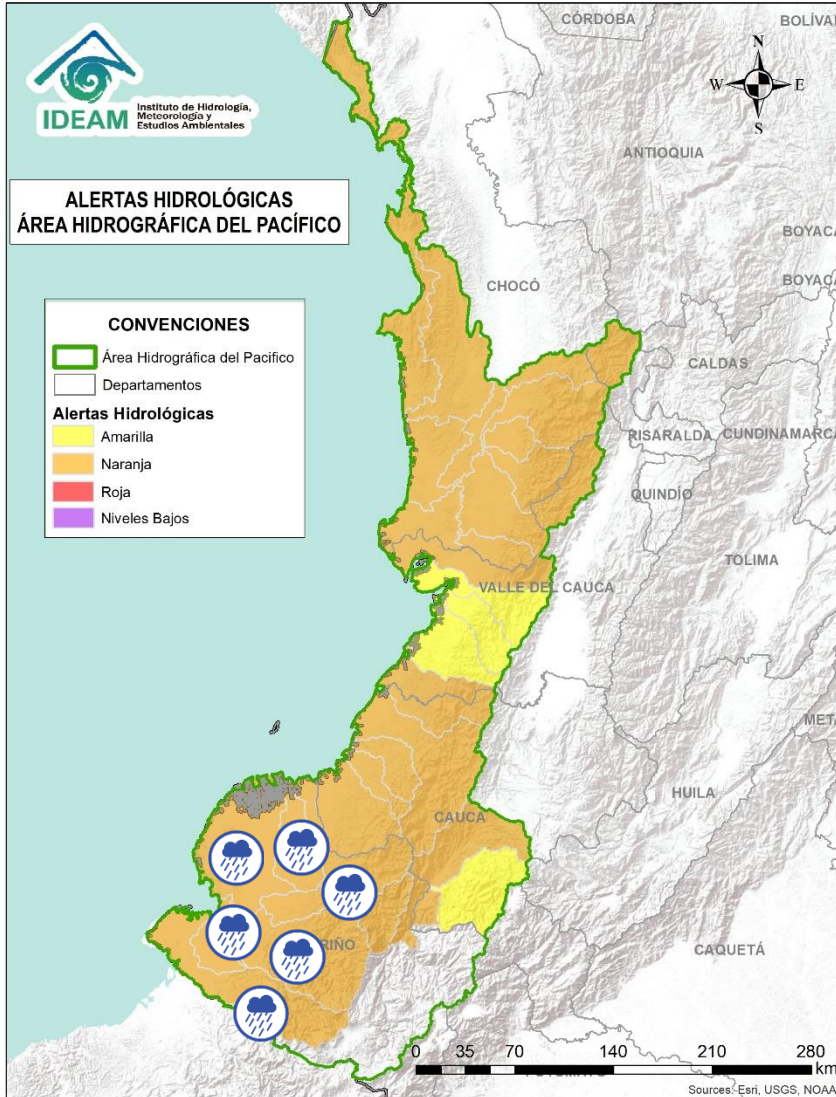 CÓRDOBA
BOLÍVA
IDEAM
Instituto de Hidrología,
Meteorología y
Estudios Ambientales
N
W E
S
ANTIOQUIA
ALERTAS HIDROLÓGICAS
ÁREA HIDROGRÁFICA DEL PACÍFICO
BOYACÁ
BOYACÁ
CHOCÓ
CONVENCIONES
Área Hidrográfica del Pacifico
Departamentos
Alertas Hidrológicas
Amarilla
Naranja
Roja
Niveles Bajos
CALDAS
RISARALDA
CUNDINAMARCA
QUINDÍO
TOLIMA
VALLE DEL CAUCA
META
HUILA
CAUCA
RIÑO
CAQUETÁ
0 35 70 140 210 280
km
Sources: Esri, USGS, NOAA